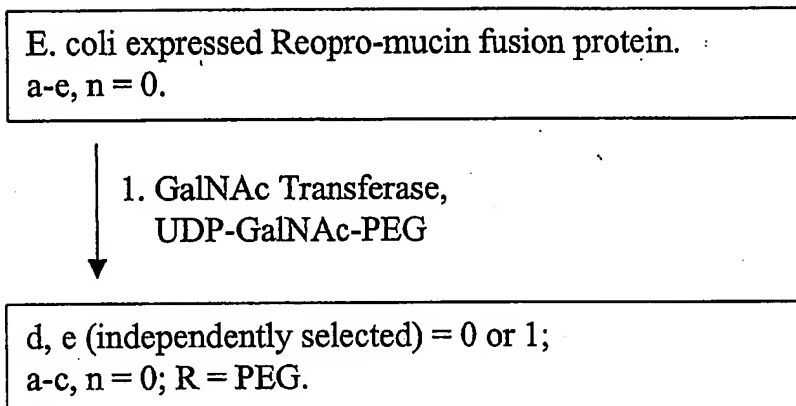 E. coli expressed Reopro-mucin fusion protein.
a-e, n = 0.
1. GalNAc Transferase,
UDP-GalNAc-PEG
d, e (independently selected) = 0 or 1;
a-c, n = 0; R = PEG.